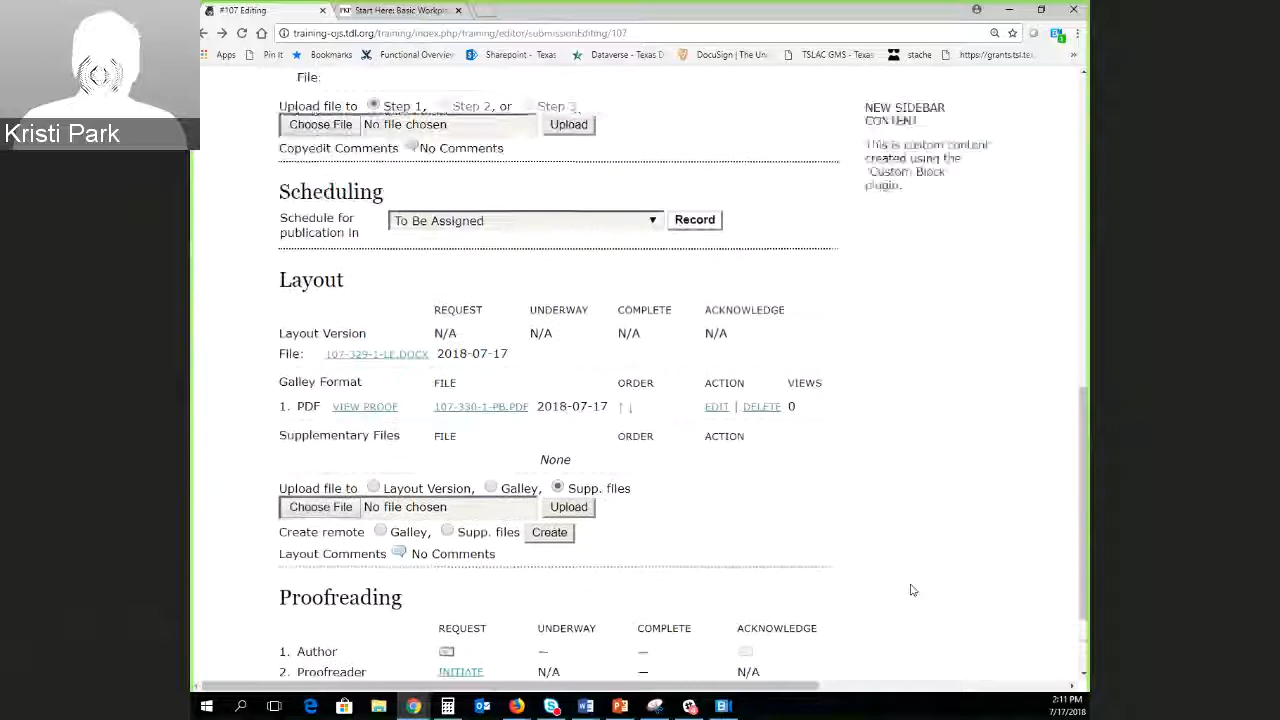 #107 Editing
Start Here: Basic Workpla
training-ojs.tdl.org/training/index.php/training/editor/submissionEditing/107
Apps Pin It Bookmarks Functional Overview Sharepoint - Texas Dataverse - Texas D DocuSign | The Uni TSLAC GMS - Texas stache https://grants.tsl.tex
Kristi Park
File:
Upload file to Step 1, Step 2, or Step 3
Choose File No file chosen Upload
Copyedit Comments No Comments
Scheduling
Schedule for
publication In
To Be Assigned Record
Layout
REQUEST UNDERWAY COMPLETE ACKNOWLEDGE
Layout Version N/A N/A N/A N/A
File: 107-329-1-LE.DOCX 2018-07-17
Galley Format FILE ORDER ACTION VIEWS
1. PDF VIEW PROOF 107-330-1-PB.PDF 2018-07-17 ↑ ↓ EDIT | DELETE 0
Supplementary Files FILE ORDER ACTION
None
Upload file to Layout Version, Galley, Supp. files
Choose File No file chosen Upload
Create remote Galley, Supp. files Create
Layout Comments No Comments
Proofreading
REQUEST UNDERWAY COMPLETE ACKNOWLEDGE
1. Author — —
2. Proofreader INITIATE N/A — N/A
NEW SIDEBAR
CONTENT
This is custom content
created using the
"Custom Block
plugin.
2:11 PM
7/17/2018